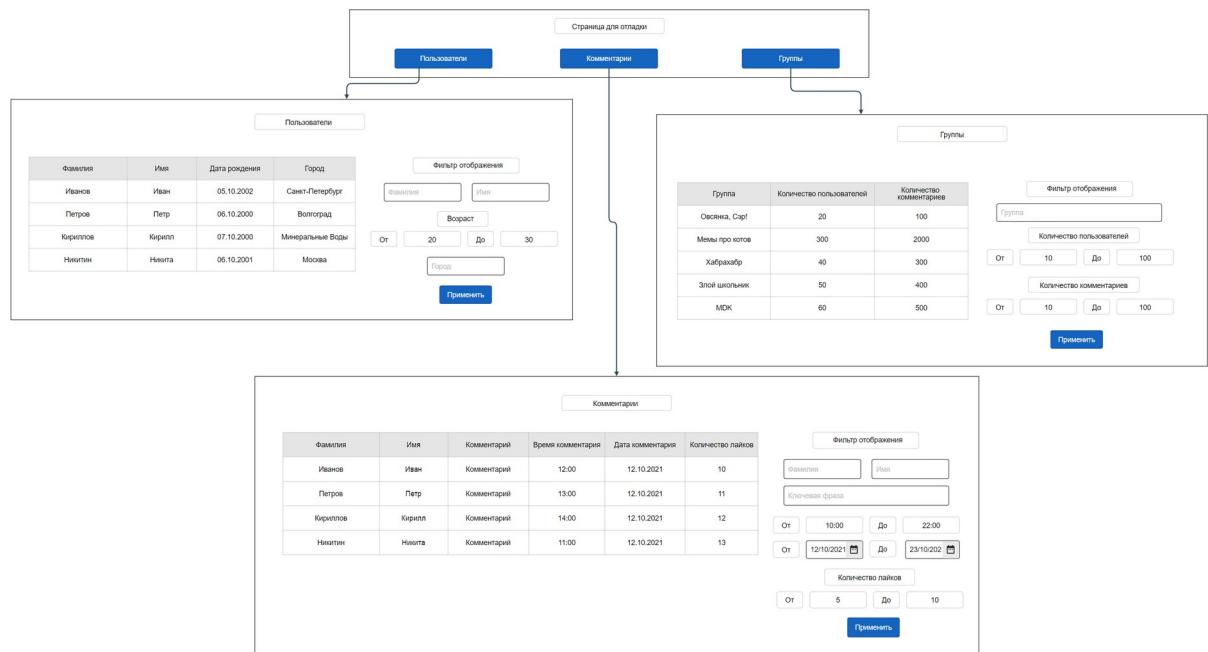 Страница для отладки
Пользователи Комментарии Группы
Пользователи
Фамилия Имя Дата рождения Город
Иванов Иван 05.10.2002 Санкт-Петербург
Петров Петр 06.10.2000 Волгоград
Кириллов Кирилл 07.10.2000 Минеральные Воды
Никитин Никита 06.10.2001 Москва
Фильтр отображения
Фамилия Имя
Возраст
От 20 До 30
Город
Применить
Группы
Группа Количество пользователей Количество комментариев
Овсянка, Сэр! 20 100
Мемы про котов 300 2000
Хабрахабр 40 300
Злой школьник 50 400
MDK 60 500
Фильтр отображения
Группа
Количество пользователей
От 10 До 100
Количество комментариев
От 10 До 100
Применить
Комментарии
Фамилия Имя Комментарий Время комментария Дата комментария Количество лайков
Иванов Иван Комментарий 12:00 12.10.2021 10
Петров Петр Комментарий 13:00 12.10.2021 11
Кириллов Кирилл Комментарий 14:00 12.10.2021 12
Никитин Никита Комментарий 11:00 12.10.2021 13
Фильтр отображения
Фамилия Имя
Ключевая фраза
От 10:00 До 22:00
От 12/10/2021 До 23/10/202
Количество лайков
От 5 До 10
Применить